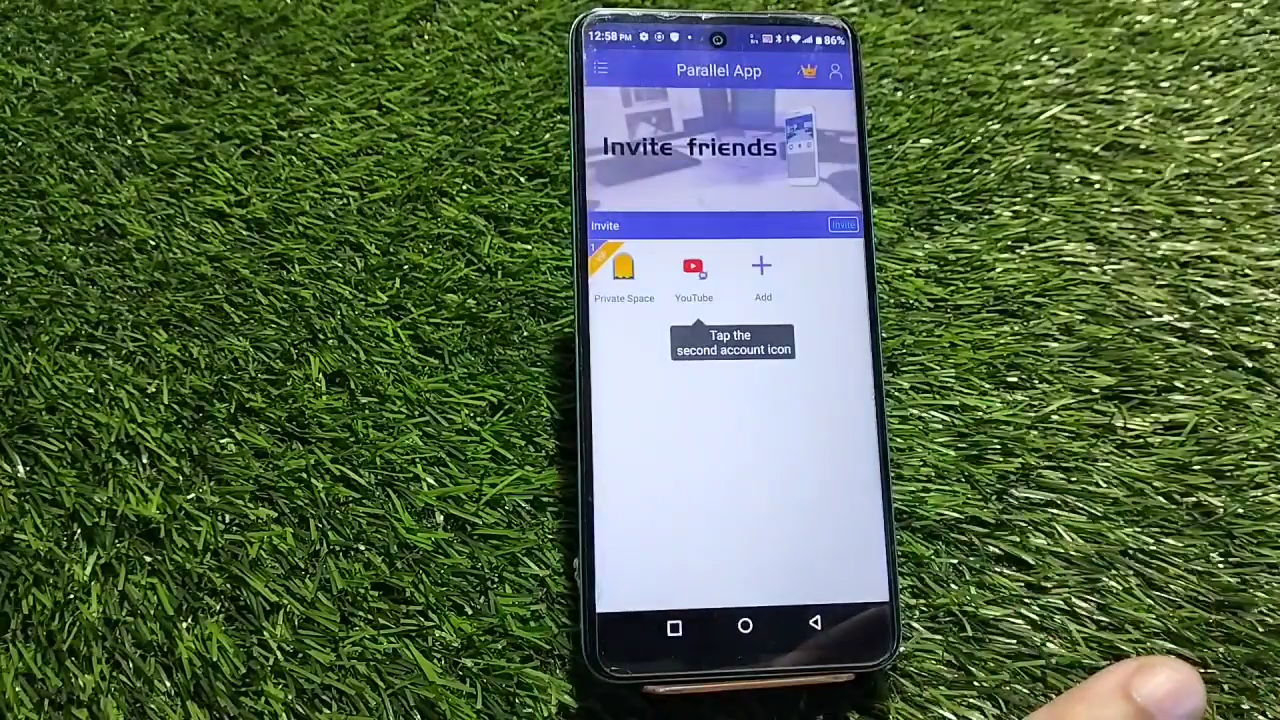 12:58 PM
86%
Parallel App
Invite friends
Invite
Invite
1
Private Space
YouTube
Add
Tap the
second account icon